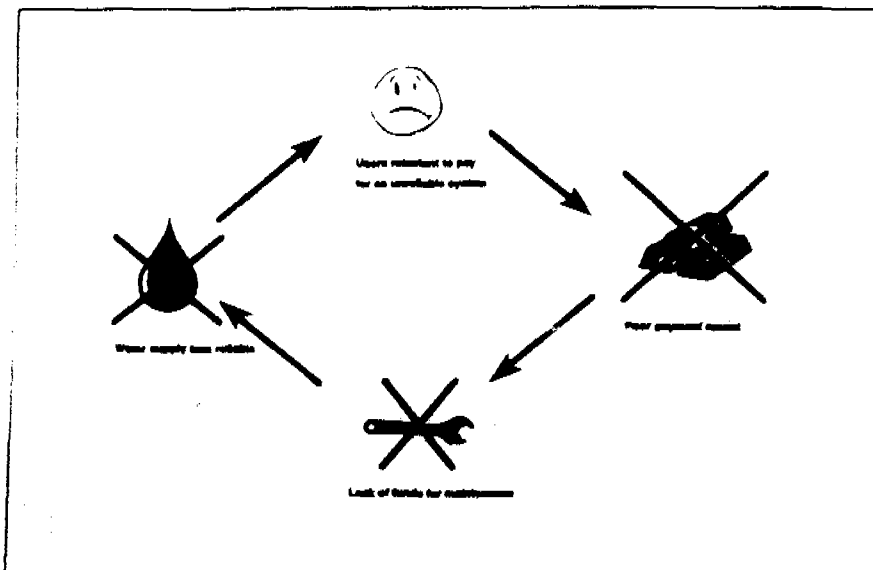 Users reluctant to pay
for an unreliable system
Poor payment
Water supply less reliable
Lack of funds for maintenance